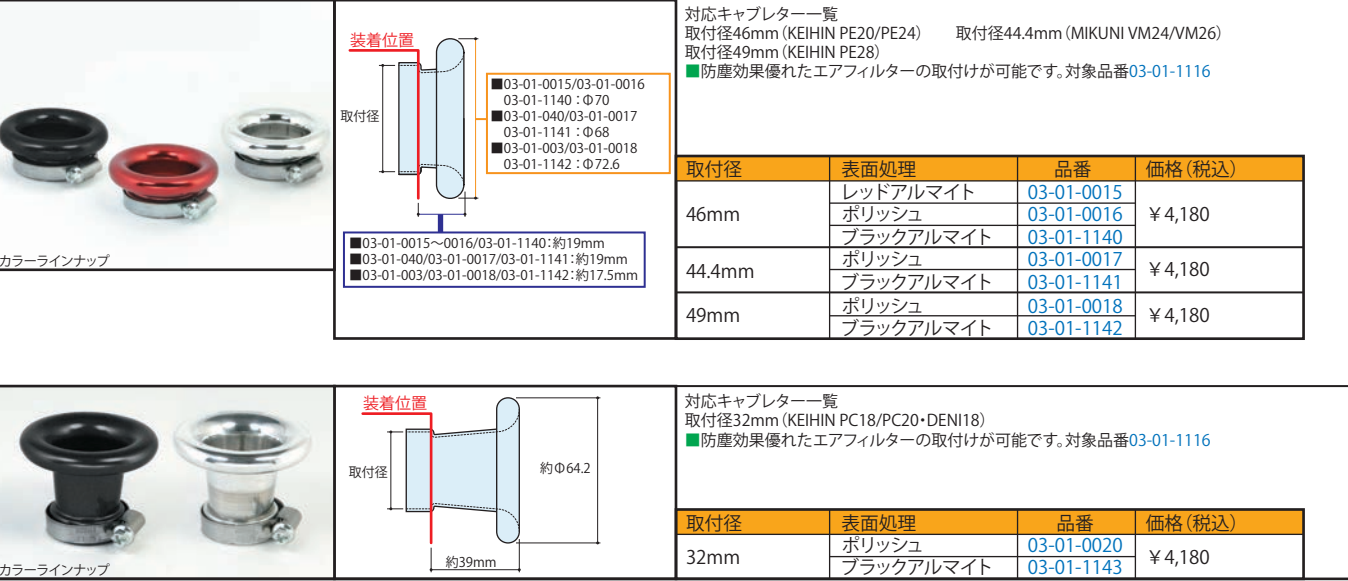 カラーラインナップ
装着位置
取付径
■03-01-0015/03-01-0016
03-01-1140：Φ70
■03-01-040/03-01-0017
03-01-1141：Φ68
■03-01-003/03-01-0018
03-01-1142：Φ72.6
■03-01-0015～0016/03-01-1140：約19mm
■03-01-040/03-01-0017/03-01-1141：約19mm
■03-01-003/03-01-0018/03-01-1142：約17.5mm
対応キャブレター一覧
取付径46mm（KEIHIN PE20/PE24）　取付径44.4mm（MIKUNI VM24/VM26）
取付径49mm（KEIHIN PE28）
■防塵効果優れたエアフィルターの取付けが可能です。対象品番03-01-1116
取付径 表面処理 品番 価格（税込）
46mm レッドアルマイト 03-01-0015 ￥4,180
ポリッシュ 03-01-0016
ブラックアルマイト 03-01-1140
44.4mm ポリッシュ 03-01-0017 ￥4,180
ブラックアルマイト 03-01-1141
49mm ポリッシュ 03-01-0018 ￥4,180
ブラックアルマイト 03-01-1142
カラーラインナップ
装着位置
取付径
約Φ64.2
約39mm
対応キャブレター一覧
取付径32mm（KEIHIN PC18/PC20・DENI18）
■防塵効果優れたエアフィルターの取付けが可能です。対象品番03-01-1116
取付径 表面処理 品番 価格（税込）
32mm ポリッシュ 03-01-0020 ￥4,180
ブラックアルマイト 03-01-1143